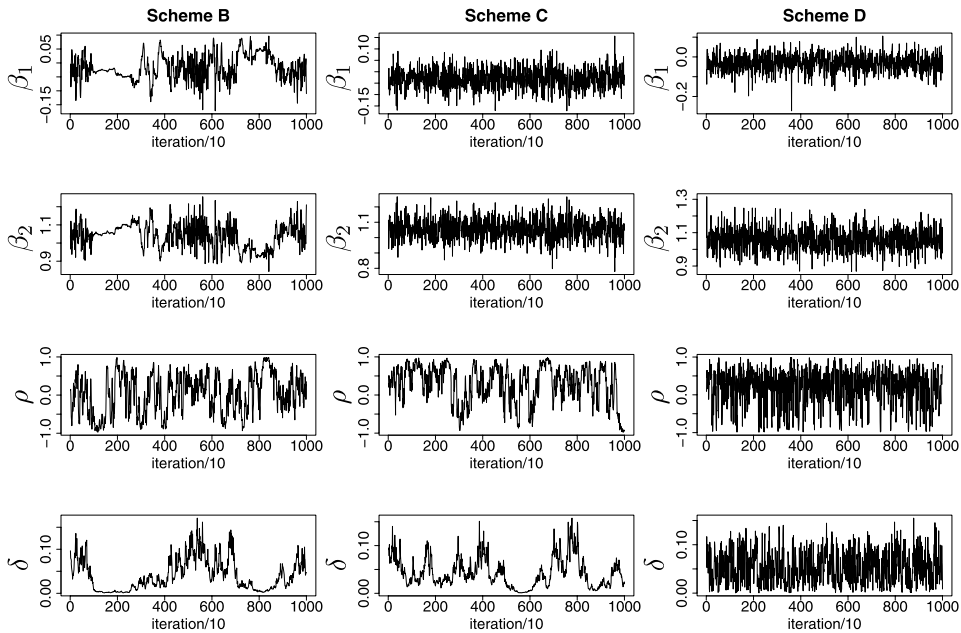 Scheme B Scheme C Scheme D
β1 0.05 −0.15 0 200 400 600 800 1000 iteration/10
β1 0.10 −0.15 0 200 400 600 800 1000 iteration/10
β1 0.0 −0.2 0 200 400 600 800 1000 iteration/10
β2 1.1 0.9 0 200 400 600 800 1000 iteration/10
β2 1.1 0.8 0 200 400 600 800 1000 iteration/10
β2 1.3 1.1 0.9 0 200 400 600 800 1000 iteration/10
ρ 1.0 0.0 −1.0 0 200 400 600 800 1000 iteration/10
ρ 1.0 0.0 −1.0 0 200 400 600 800 1000 iteration/10
ρ 1.0 0.0 −1.0 0 200 400 600 800 1000 iteration/10
δ 0.10 0.00 0 200 400 600 800 1000 iteration/10
δ 0.10 0.00 0 200 400 600 800 1000 iteration/10
δ 0.10 0.00 0 200 400 600 800 1000 iteration/10